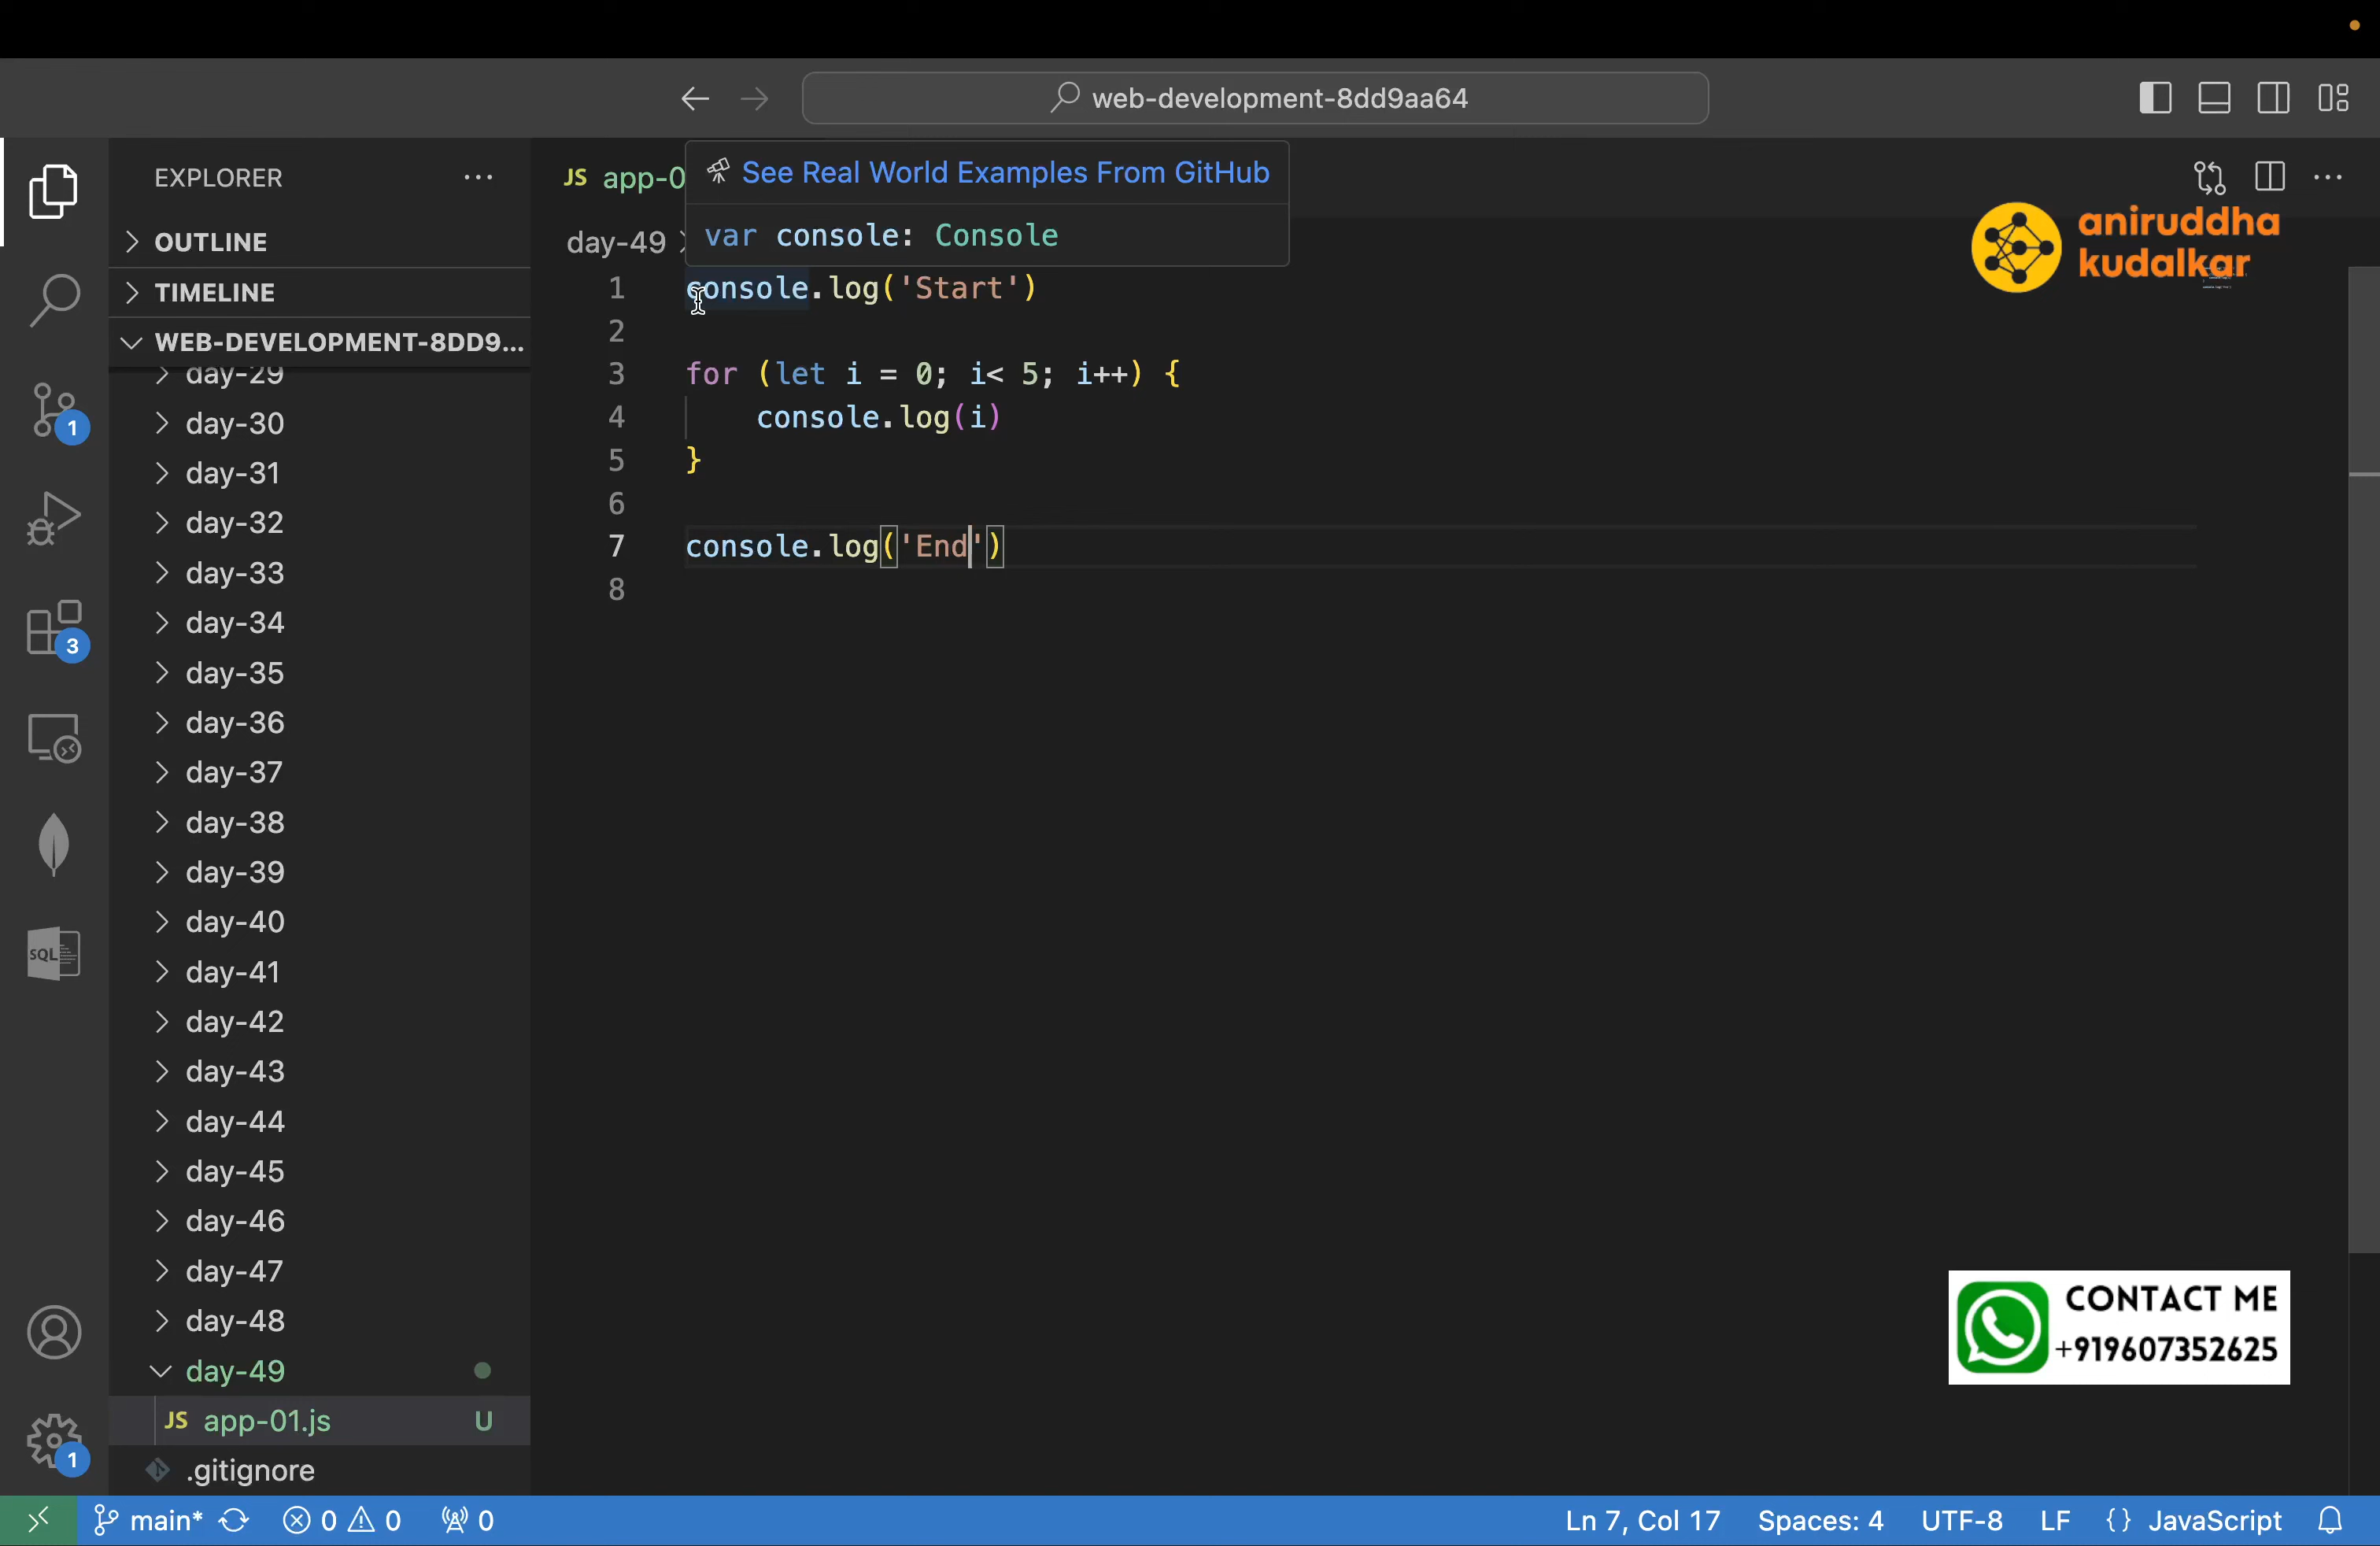 web-development-8dd9aa64
EXPLORER
OUTLINE
TIMELINE
WEB-DEVELOPMENT-8DD9...
day-29
day-30
day-31
day-32
day-33
day-34
day-35
day-36
day-37
day-38
day-39
day-40
day-41
day-42
day-43
day-44
day-45
day-46
day-47
day-48
day-49
JS app-01.js U
.gitignore
1
3
SQL
1
JS app-0
See Real World Examples From GitHub
day-49 >
var console: Console
1 console.log('Start')
2
3 for (let i = 0; i< 5; i++) {
4 console.log(i)
5 }
6
7 console.log('End')
8
aniruddha
kudalkar
CONTACT ME
+919607352625
main* 0 0 0 Ln 7, Col 17 Spaces: 4 UTF-8 LF {} JavaScript